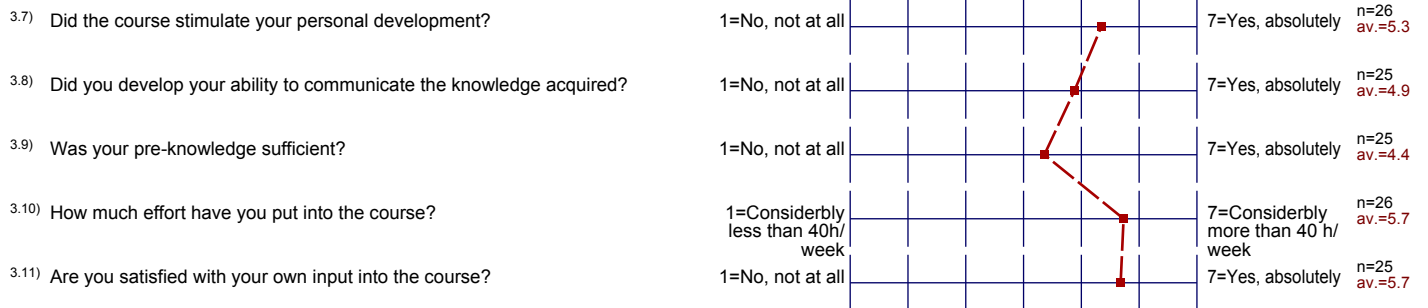 3.7) Did the course stimulate your personal development? 1=No, not at all 7=Yes, absolutely n=26
av.=5.3
3.8) Did you develop your ability to communicate the knowledge acquired? 1=No, not at all 7=Yes, absolutely n=25
av.=4.9
3.9) Was your pre-knowledge sufficient? 1=No, not at all 7=Yes, absolutely n=25
av.=4.4
3.10) How much effort have you put into the course? 1=Considerbly 7=Considerbly n=26
less than 40h/ more than 40 h/ av.=5.7
week week
3.11) Are you satisfied with your own input into the course? 1=No, not at all 7=Yes, absolutely n=25
av.=5.7